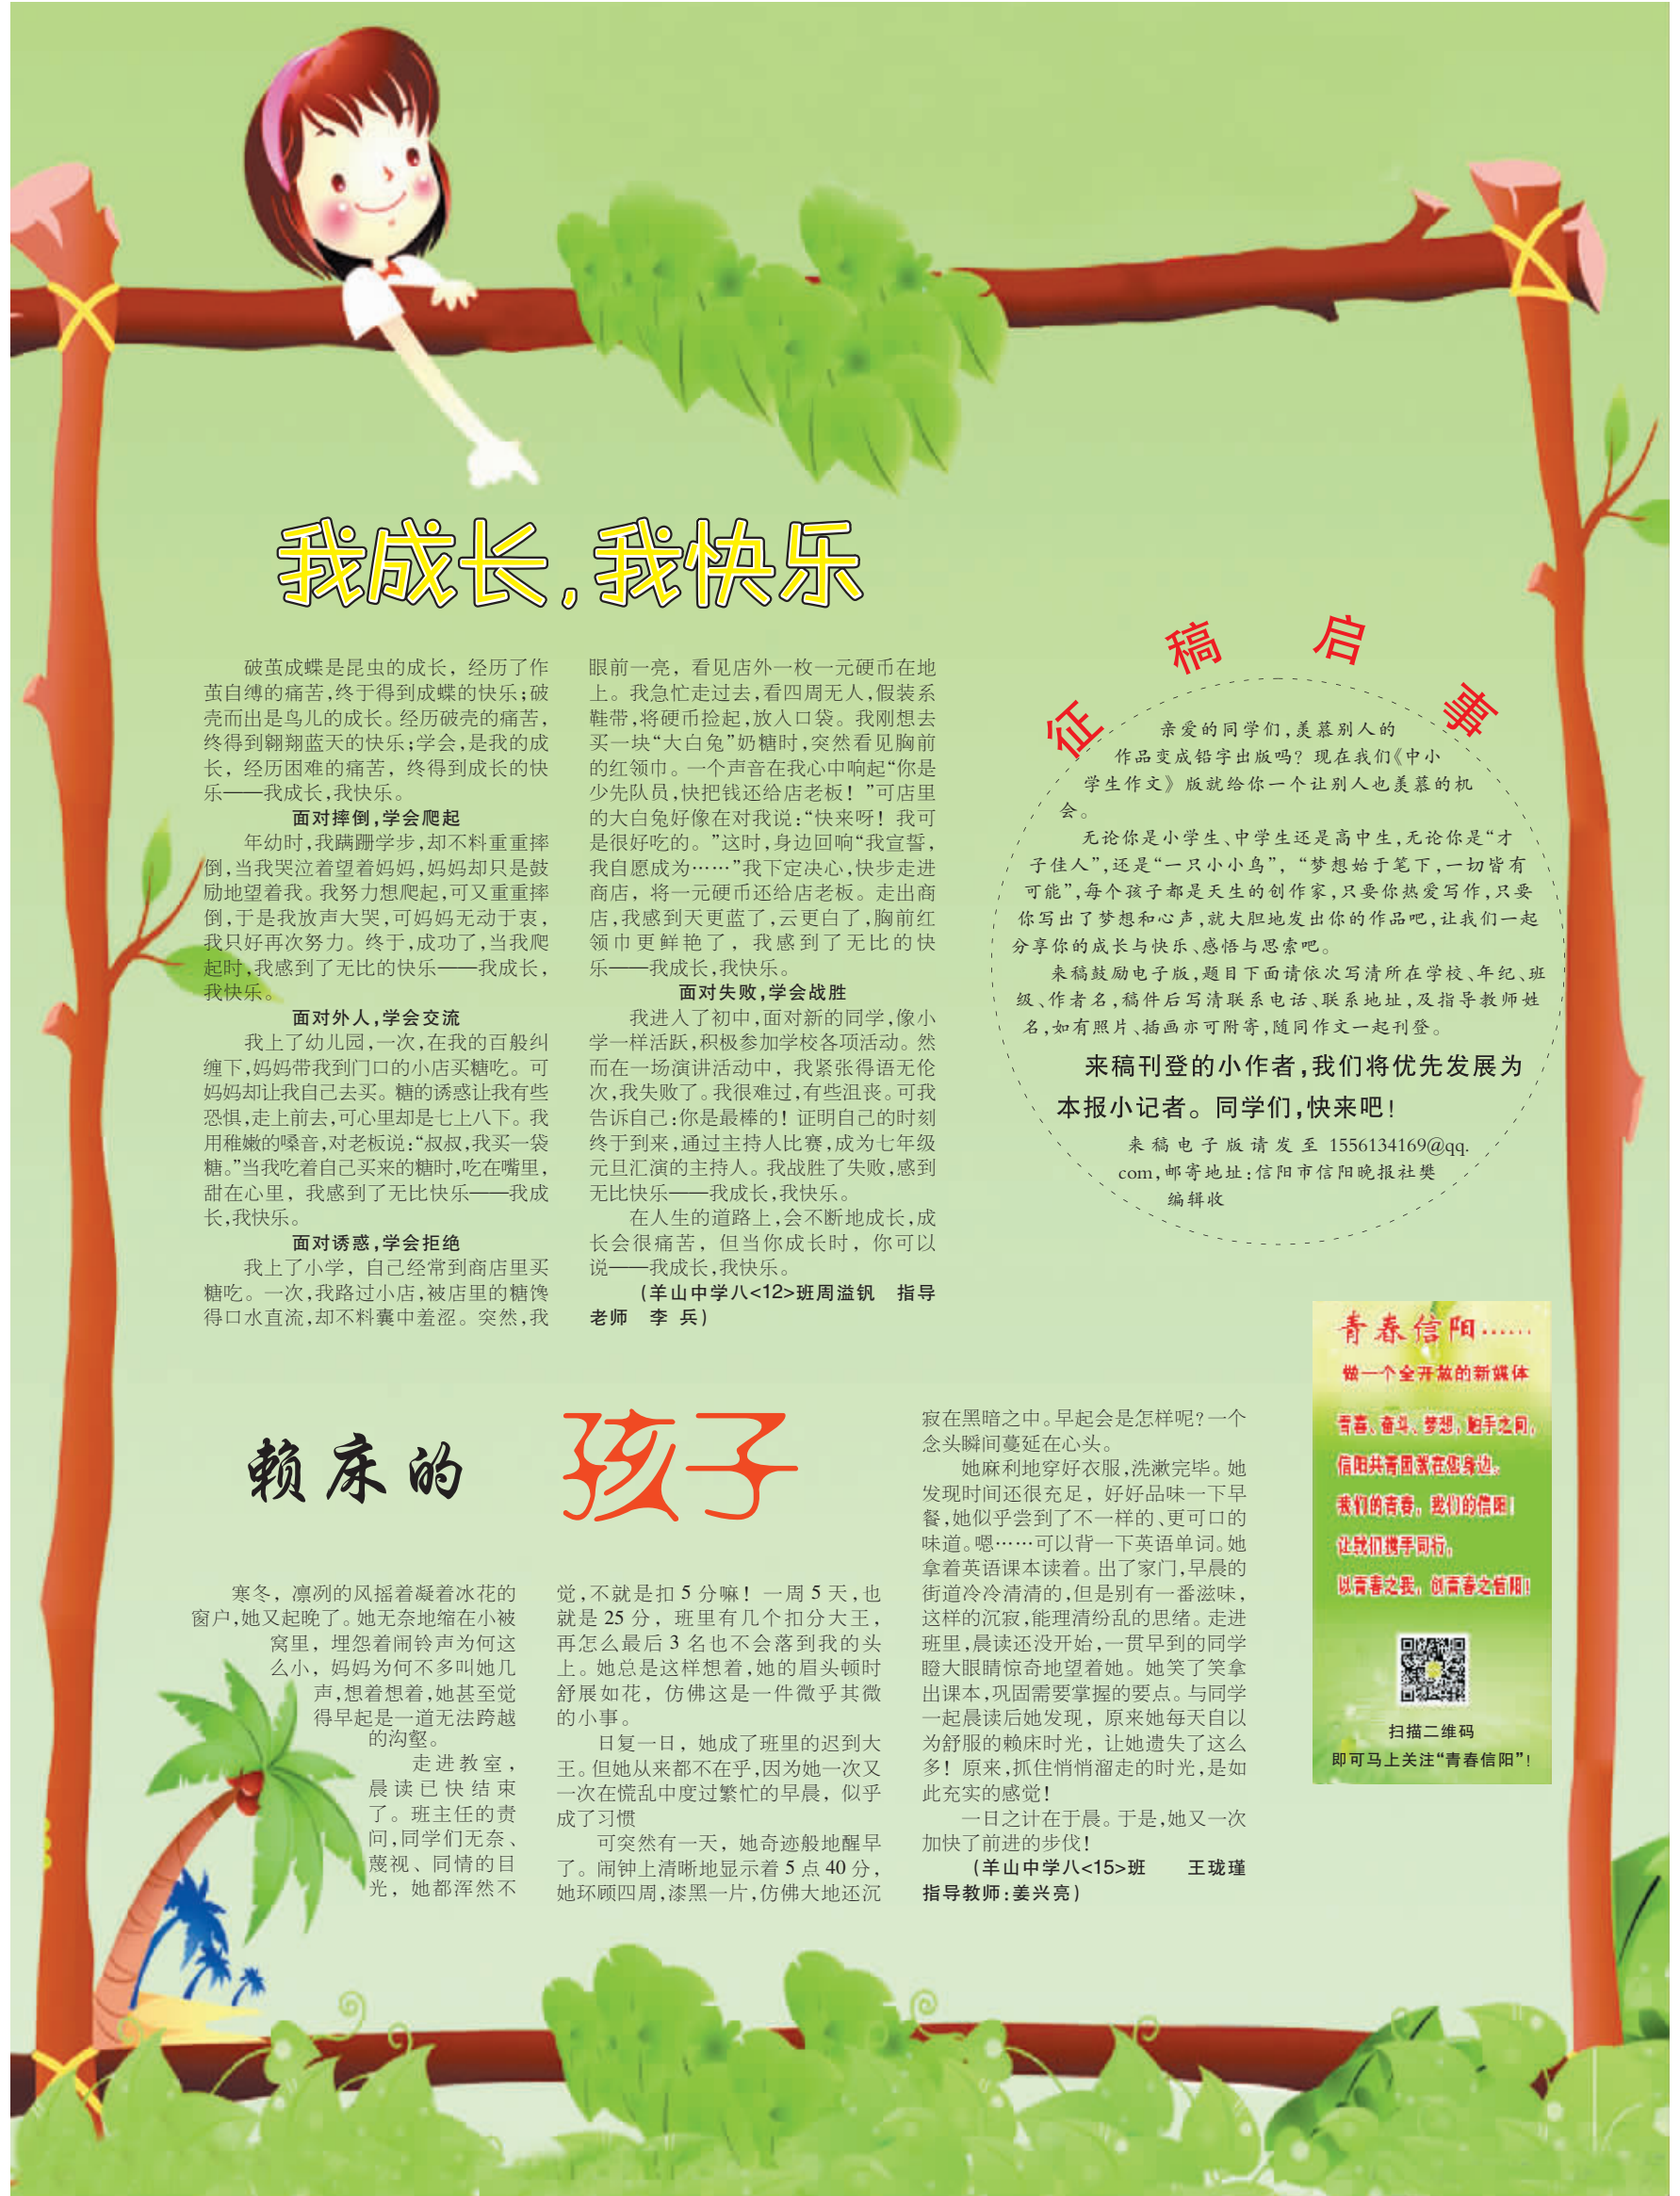 我成长,我快乐
破茧成蝶是昆虫的成长，经历了作
茧自缚的痛苦,终于得到成蝶的快乐;破
壳而出是鸟儿的成长。经历破壳的痛苦,
终得到翱翔蓝天的快乐;学会,是我的成
长，经历困难的痛苦，终得到成长的快
乐——我成长,我快乐。
面对摔倒,学会爬起
年幼时,我蹒跚学步,却不料重重摔
倒,当我哭泣着望着妈妈,妈妈却只是鼓
励地望着我。我努力想爬起,可又重重摔
倒,于是我放声大哭,可妈妈无动于衷,
我只好再次努力。终于,成功了,当我爬
起时,我感到了无比的快乐——我成长,
我快乐。
面对外人,学会交流
我上了幼儿园,一次,在我的百般纠
缠下,妈妈带我到门口的小店买糖吃。可
妈妈却让我自己去买。糖的诱惑让我有些
恐惧,走上前去,可心里却是七上八下。我
用稚嫩的嗓音,对老板说:“叔叔,我买一袋
糖。”当我吃着自己买来的糖时,吃在嘴里,
甜在心里，我感到了无比快乐——我成
长,我快乐。
面对诱惑,学会拒绝
我上了小学，自己经常到商店里买
糖吃。一次,我路过小店,被店里的糖馋
得口水直流,却不料囊中羞涩。突然,我
眼前一亮，看见店外一枚一元硬币在地
上。我急忙走过去,看四周无人,假装系
鞋带,将硬币捡起,放入口袋。我刚想去
买一块“大白兔”奶糖时,突然看见胸前
的红领巾。一个声音在我心中响起“你是
少先队员,快把钱还给店老板！”可店里
的大白兔好像在对我说:“快来呀！我可
是很好吃的。”这时,身边回响“我宣誓,
我自愿成为……”我下定决心,快步走进
商店，将一元硬币还给店老板。走出商
店,我感到天更蓝了,云更白了,胸前红
领巾更鲜艳了，我感到了无比的快
乐——我成长,我快乐。
面对失败,学会战胜
我进入了初中,面对新的同学,像小
学一样活跃,积极参加学校各项活动。然
而在一场演讲活动中，我紧张得语无伦
次,我失败了。我很难过,有些沮丧。可我
告诉自己:你是最棒的！证明自己的时刻
终于到来,通过主持人比赛,成为七年级
元旦汇演的主持人。我战胜了失败,感到
无比快乐——我成长,我快乐。
在人生的道路上,会不断地成长,成
长会很痛苦，但当你成长时，你可以
说——我成长,我快乐。
(羊山中学八<12>班周溢钒　指导
老师　李 兵)
征稿启事
亲爱的同学们,羡慕别人的
作品变成铅字出版吗？现在我们《中小
学生作文》版就给你一个让别人也羡慕的机
会。
无论你是小学生、中学生还是高中生,无论你是“才
子佳人”,还是“一只小小鸟”，“梦想始于笔下,一切皆有
可能”,每个孩子都是天生的创作家,只要你热爱写作,只要
你写出了梦想和心声,就大胆地发出你的作品吧,让我们一起
分享你的成长与快乐、感悟与思索吧。
来稿鼓励电子版,题目下面请依次写清所在学校、年纪、班
级、作者名,稿件后写清联系电话、联系地址,及指导教师姓
名,如有照片、插画亦可附寄,随同作文一起刊登。
来稿刊登的小作者,我们将优先发展为
本报小记者。同学们,快来吧!
来稿电子版请发至 1556134169@qq.
com,邮寄地址:信阳市信阳晚报社樊
编辑收
赖床的 孩子
寒冬，凛冽的风摇着凝着冰花的
窗户,她又起晚了。她无奈地缩在小被
窝里，埋怨着闹铃声为何这
么小，妈妈为何不多叫她几
声,想着想着,她甚至觉
得早起是一道无法跨越
的沟壑。
走进教室，
晨读已快结束
了。班主任的责
问,同学们无奈、
蔑视、同情的目
光，她都浑然不
觉,不就是扣 5 分嘛！一周 5 天,也
就是 25 分，班里有几个扣分大王,
再怎么最后 3 名也不会落到我的头
上。她总是这样想着,她的眉头顿时
舒展如花，仿佛这是一件微乎其微
的小事。
日复一日，她成了班里的迟到大
王。但她从来都不在乎,因为她一次又
一次在慌乱中度过繁忙的早晨，似乎
成了习惯
可突然有一天，她奇迹般地醒早
了。闹钟上清晰地显示着 5 点 40 分,
她环顾四周,漆黑一片,仿佛大地还沉
寂在黑暗之中。早起会是怎样呢？一个
念头瞬间蔓延在心头。
她麻利地穿好衣服,洗漱完毕。她
发现时间还很充足，好好品味一下早
餐,她似乎尝到了不一样的、更可口的
味道。嗯……可以背一下英语单词。她
拿着英语课本读着。出了家门,早晨的
街道冷冷清清的,但是别有一番滋味,
这样的沉寂,能理清纷乱的思绪。走进
班里,晨读还没开始,一贯早到的同学
瞪大眼睛惊奇地望着她。她笑了笑拿
出课本,巩固需要掌握的要点。与同学
一起晨读后她发现，原来她每天自以
为舒服的赖床时光，让她遗失了这么
多！原来,抓住悄悄溜走的时光,是如
此充实的感觉!
一日之计在于晨。于是,她又一次
加快了前进的步伐!
(羊山中学八<15>班　　王珑瑾
指导教师:姜兴亮)
青春信阳……
做一个全开放的新媒体
青春、奋斗、梦想，触手之间，
信阳共青团就在您身边。
我们的青春，我们的信阳！
让我们携手同行，
以青春之我，创青春之信阳！
扫描二维码
即可马上关注“青春信阳”!